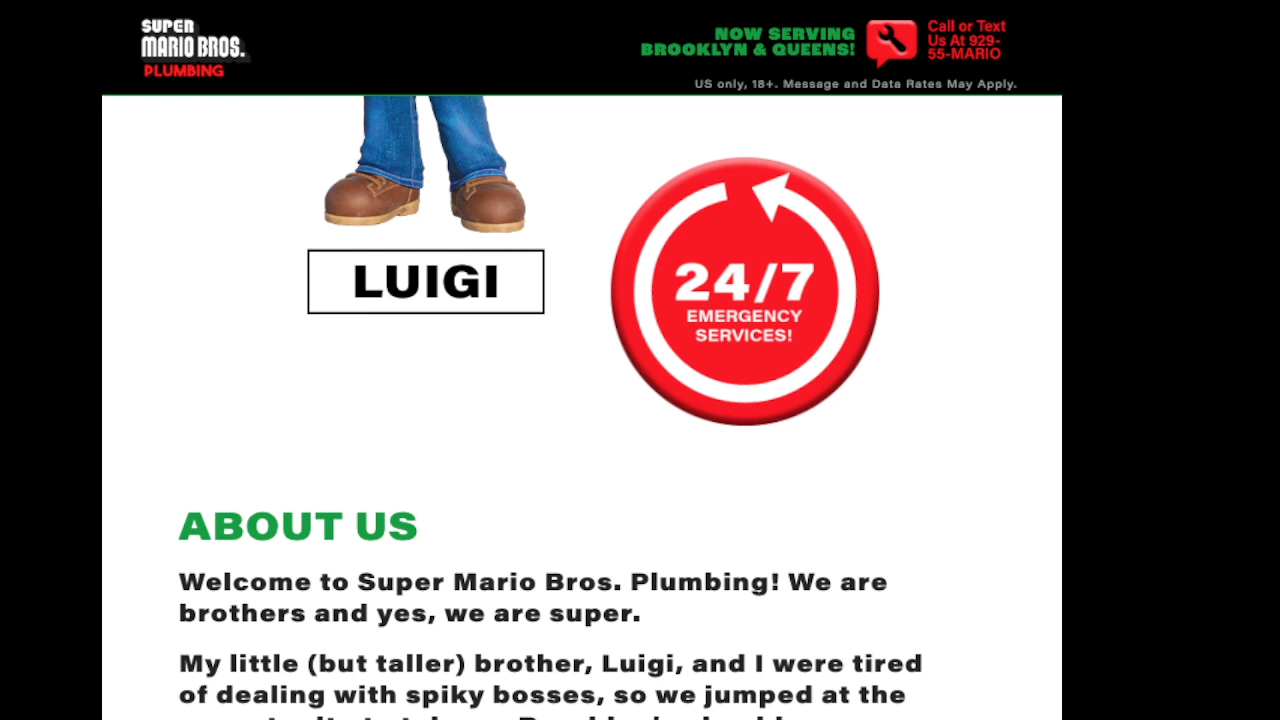 SUPER
MARIO BROS.
PLUMBING
NOW SERVING
BROOKLYN & QUEENS!
Call or Text
Us At 929-
55-MARIO
US only, 18+. Message and Data Rates May Apply.
LUIGI
24/7
EMERGENCY
SERVICES!
ABOUT US
Welcome to Super Mario Bros. Plumbing! We are
brothers and yes, we are super.
My little (but taller) brother, Luigi, and I were tired
of dealing with spiky bosses, so we jumped at the